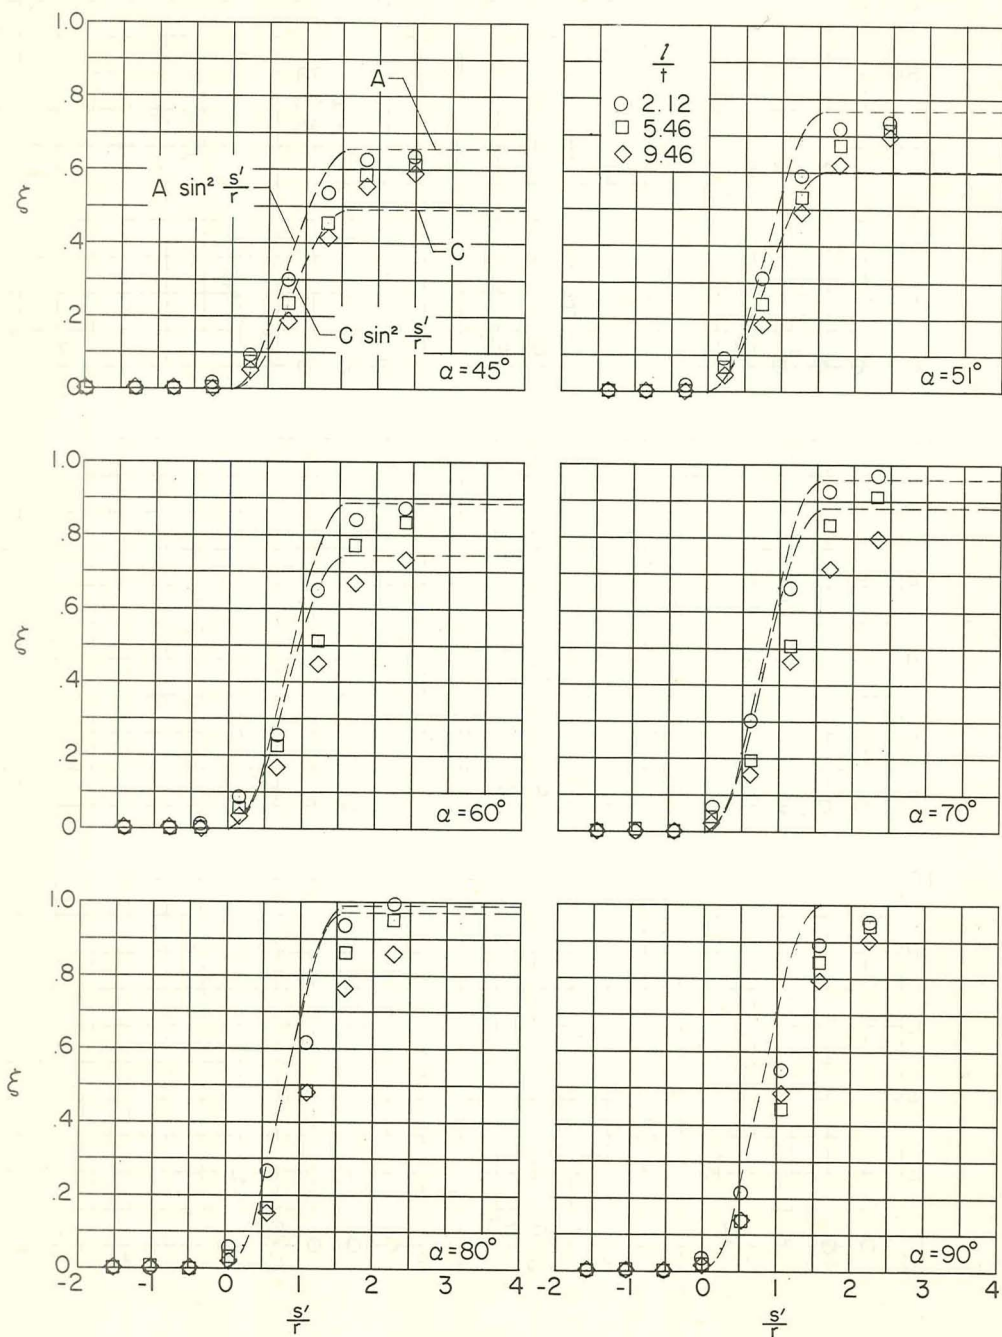 1.0
.8
.6
.4
.2
0
ξ
A
A sin² s′/r
C
C sin² s′/r
α = 45°
l/t
○ 2.12
□ 5.46
◇ 9.46
α = 51°
1.0
.8
.6
.4
.2
0
ξ
α = 60°
α = 70°
1.0
.8
.6
.4
.2
0
ξ
α = 80°
α = 90°
-2 -1 0 1 2 3 4
-2 -1 0 1 2 3 4
s′/r
s′/r